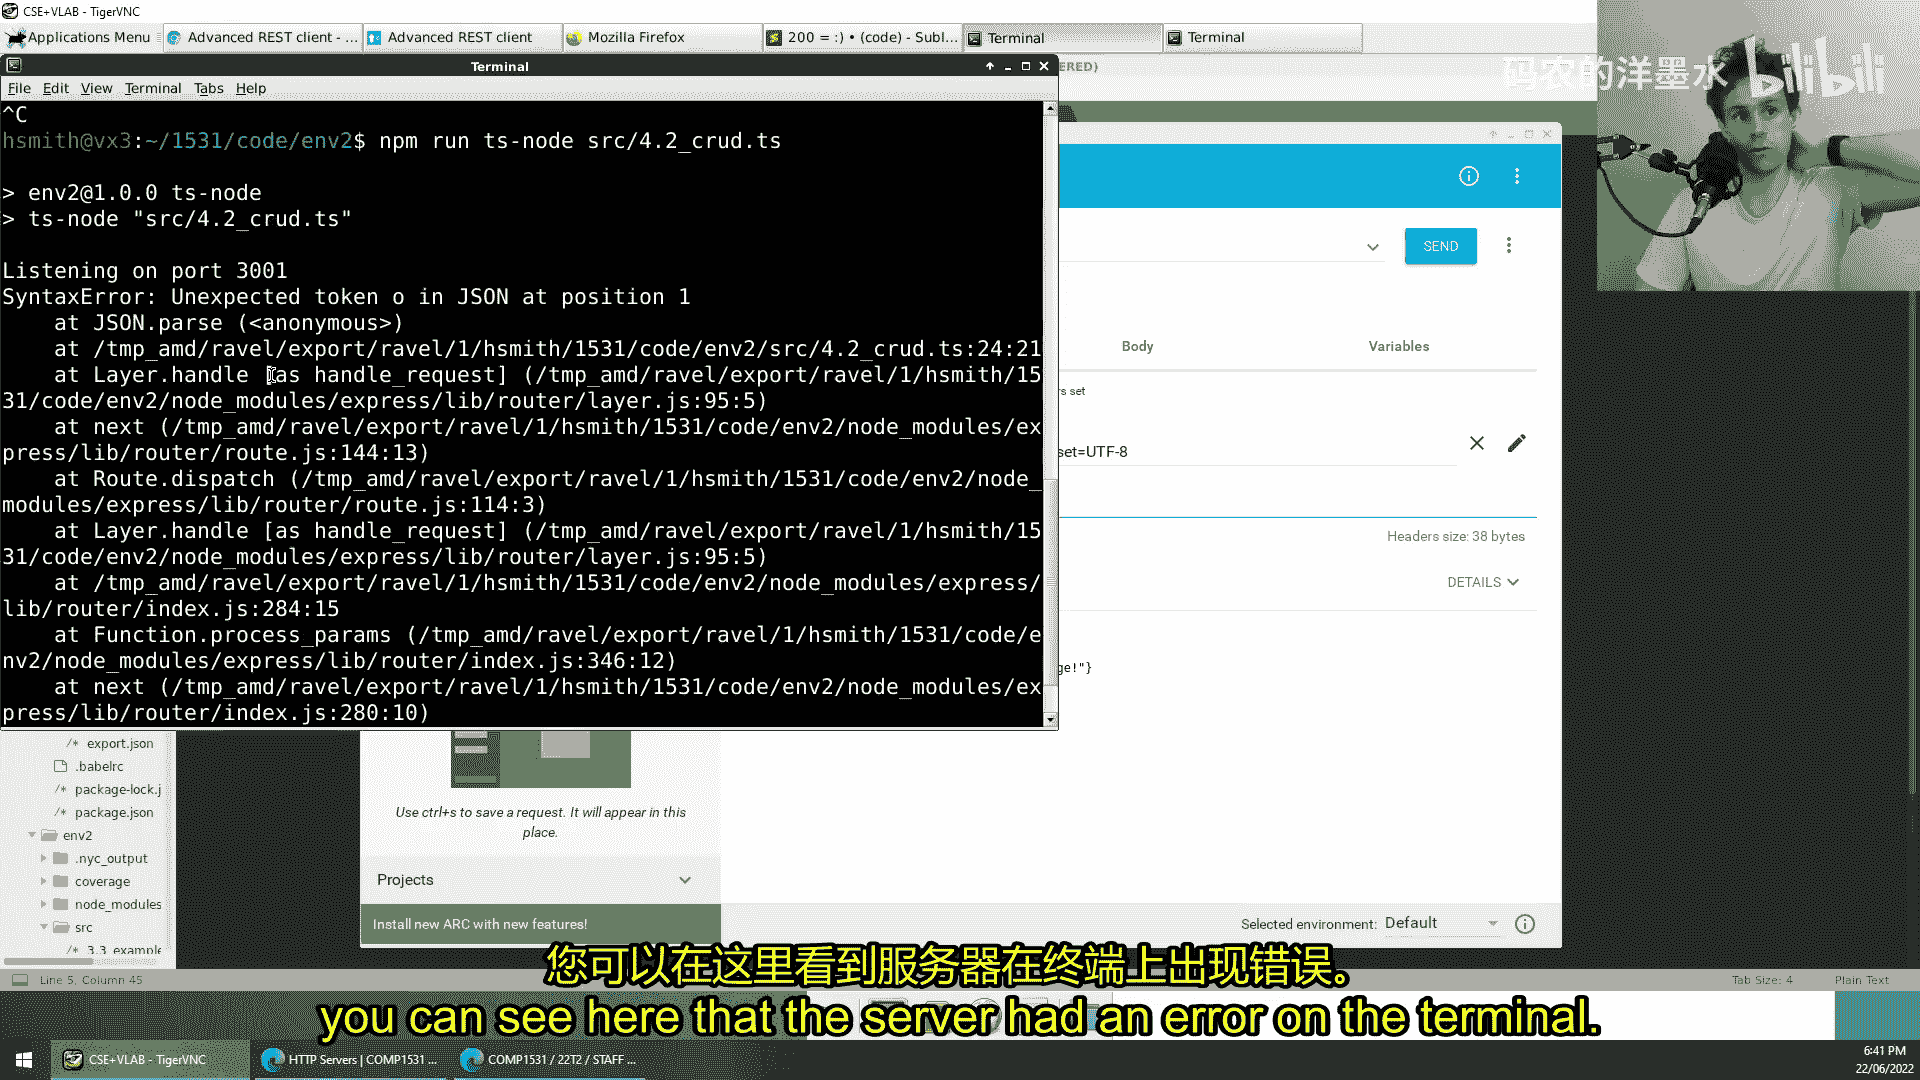 CSE+VLAB - TigerVNC
Applications Menu
Advanced REST client - ...
Advanced REST client
Mozilla Firefox
200 = :) • (code) - Subl...
Terminal
Terminal
Terminal
ERED)
码农的洋墨水 bilibili
File Edit View Terminal Tabs Help
^C
hsmith@vx3:~/1531/code/env2$ npm run ts-node src/4.2_crud.ts
> env2@1.0.0 ts-node
> ts-node "src/4.2_crud.ts"
Listening on port 3001
SyntaxError: Unexpected token o in JSON at position 1
    at JSON.parse (<anonymous>)
    at /tmp_amd/ravel/export/ravel/1/hsmith/1531/code/env2/src/4.2_crud.ts:24:21
    at Layer.handle [as handle_request] (/tmp_amd/ravel/export/ravel/1/hsmith/15
31/code/env2/node_modules/express/lib/router/layer.js:95:5)
    at next (/tmp_amd/ravel/export/ravel/1/hsmith/1531/code/env2/node_modules/ex
press/lib/router/route.js:144:13)
    at Route.dispatch (/tmp_amd/ravel/export/ravel/1/hsmith/1531/code/env2/node_
modules/express/lib/router/route.js:114:3)
    at Layer.handle [as handle_request] (/tmp_amd/ravel/export/ravel/1/hsmith/15
31/code/env2/node_modules/express/lib/router/layer.js:95:5)
    at /tmp_amd/ravel/export/ravel/1/hsmith/1531/code/env2/node_modules/express/
lib/router/index.js:284:15
    at Function.process_params (/tmp_amd/ravel/export/ravel/1/hsmith/1531/code/e
nv2/node_modules/express/lib/router/index.js:346:12)
    at next (/tmp_amd/ravel/export/ravel/1/hsmith/1531/code/env2/node_modules/ex
press/lib/router/index.js:280:10)
SEND
Body
Variables
rs set
set=UTF-8
Headers size: 38 bytes
DETAILS
ge!"}
/* export.json
.babelrc
/* package-lock.j
/* package.json
env2
.nyc_output
coverage
node_modules
src
/* 3.3_example
Use ctrl+s to save a request. It will appear in this
place.
Projects
Install new ARC with new features!
Selected environment: Default
Line 5, Column 45
Tab Size: 4
Plain Text
您可以在这里看到服务器在终端上出现错误。
you can see here that the server had an error on the terminal.
CSE+VLAB - TigerVNC
HTTP Servers | COMP1531 ...
COMP1531 / 22T2 / STAFF ...
6:41 PM
22/06/2022